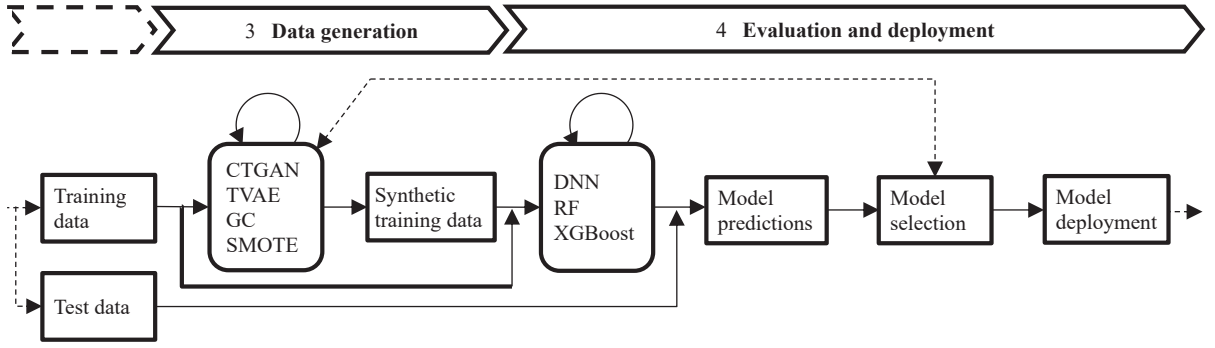 3 Data generation
4 Evaluation and deployment
Training
data
CTGAN
TVAE
GC
SMOTE
Synthetic
training data
DNN
RF
XGBoost
Model
predictions
Model
selection
Model
deployment
Test data